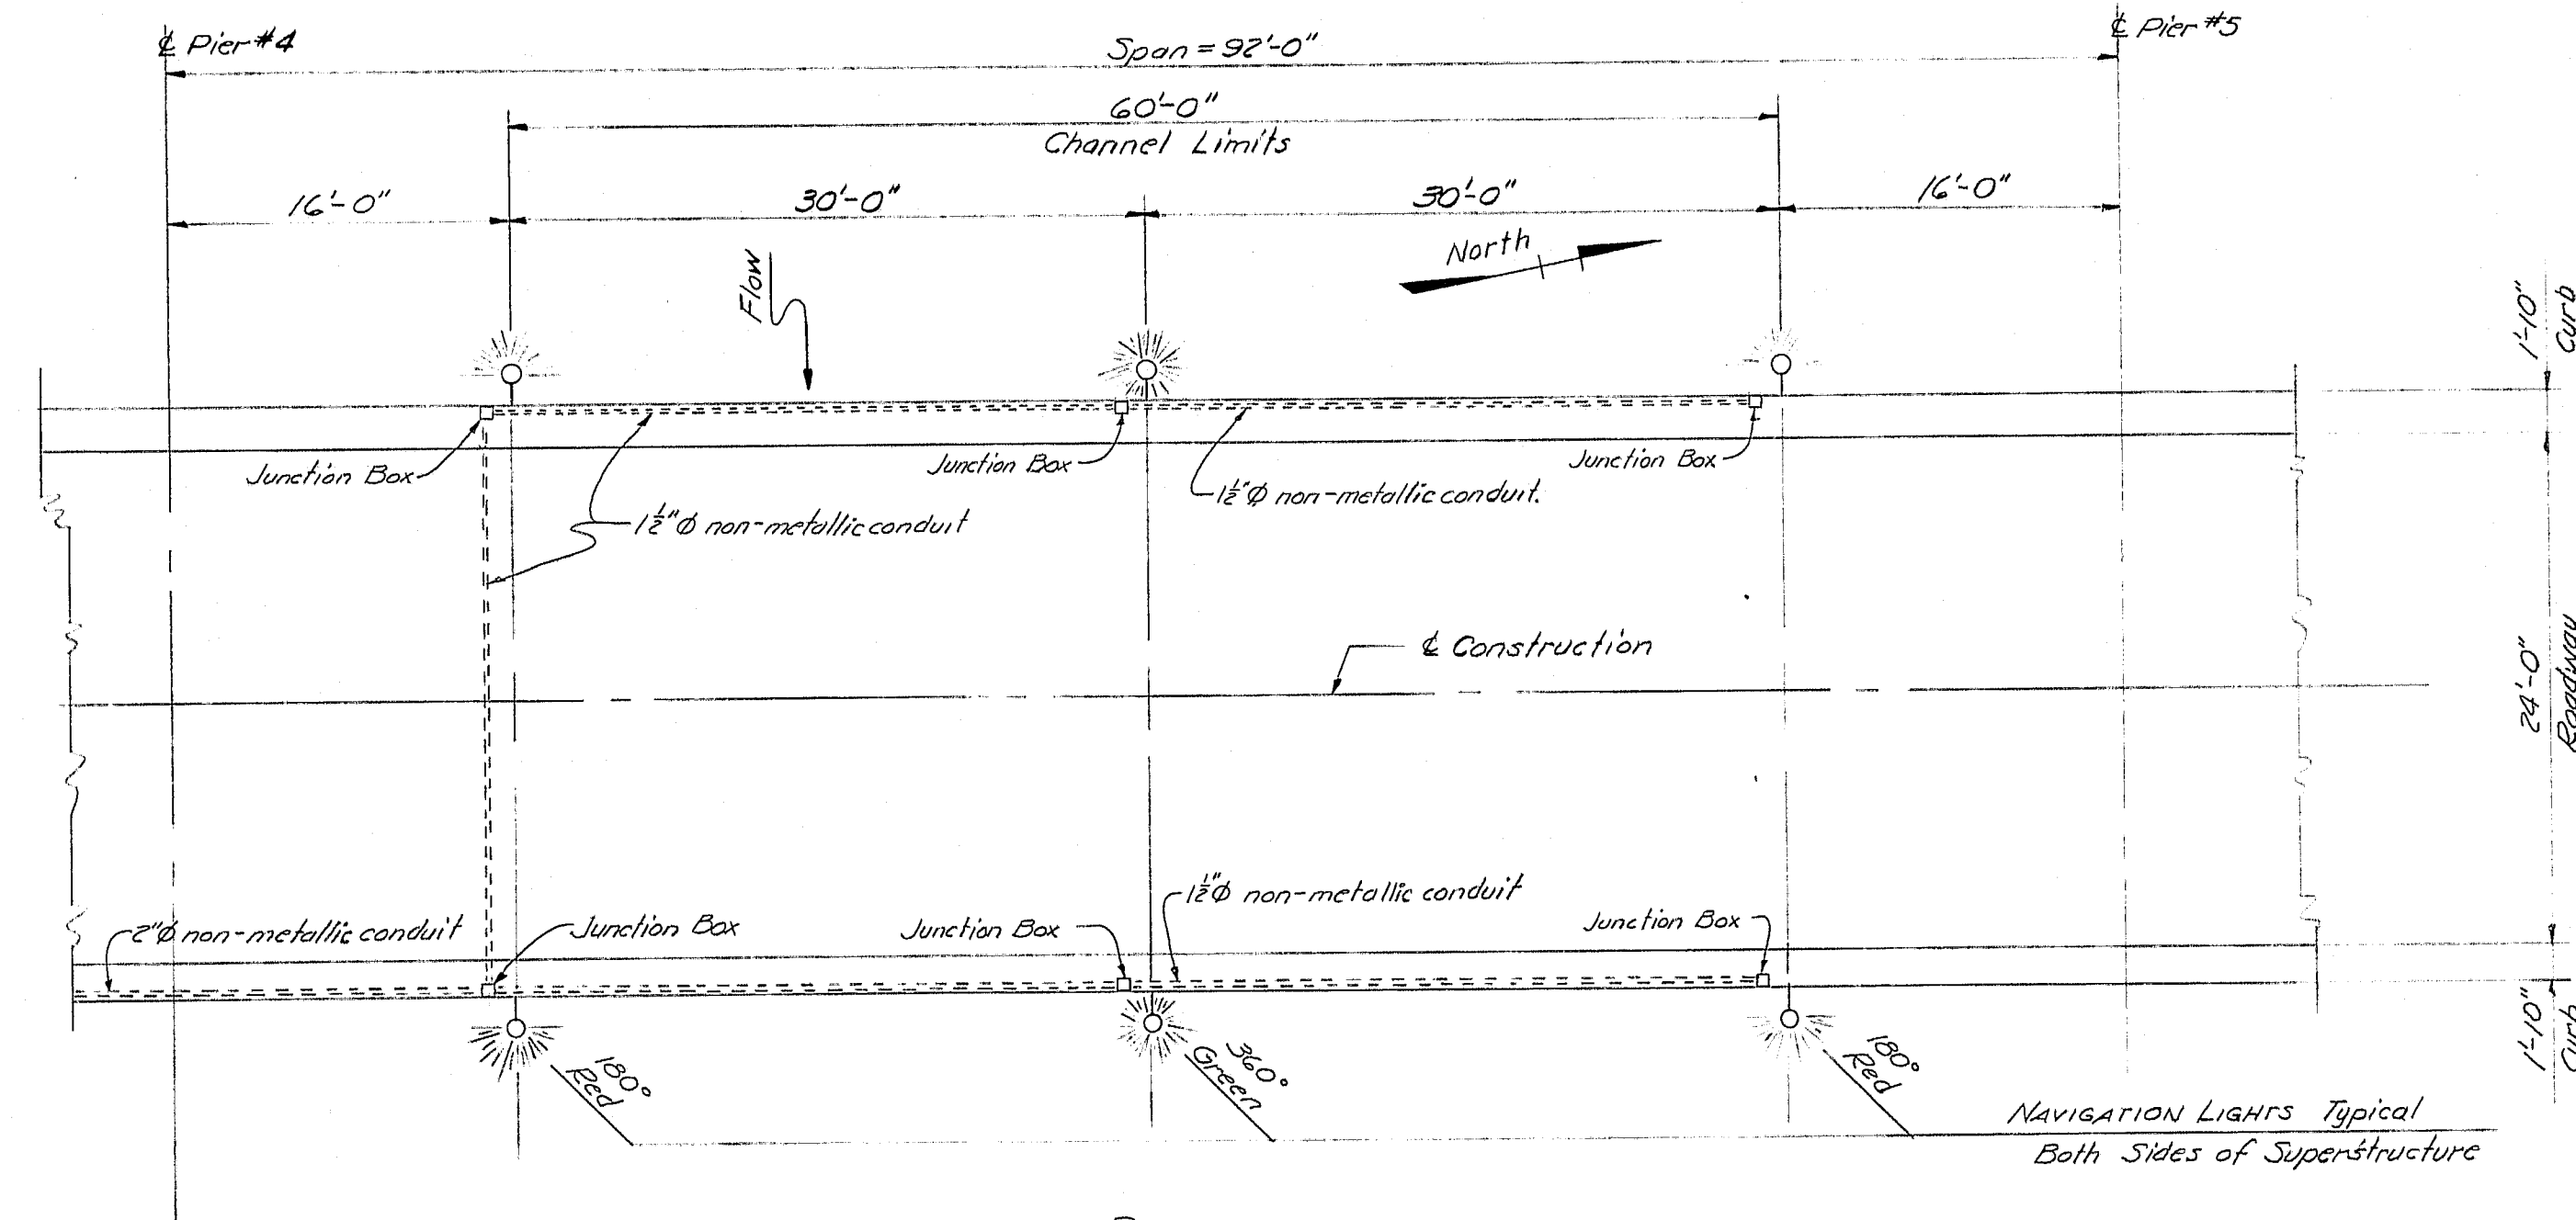 ℄ Pier #4
℄ Pier #5
Span = 92'-0"
60'-0"
Channel Limits
16'-0"
30'-0"
30'-0"
16'-0"
North
Flow
1'-10"
Curb
Junction Box
Junction Box
Junction Box
1½"Ø non-metallic conduit.
1½"Ø non-metallic conduit
℄ Construction
24'-0"
Roadway
1½"Ø non-metallic conduit
2"Ø non-metallic conduit
Junction Box
Junction Box
Junction Box
1'-10"
Curb
180°
Red
360°
Green
180°
Red
NAVIGATION LIGHTS Typical
Both Sides of Superstructure